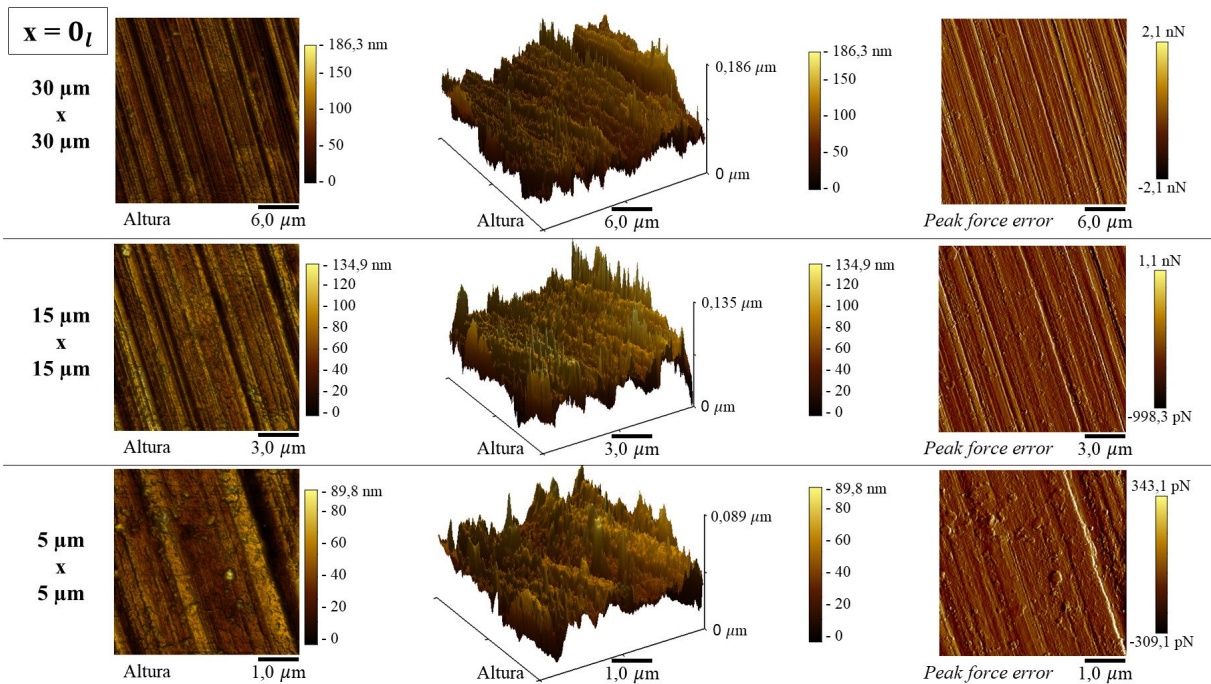 x = 0l
30 µm
x
30 µm
- 186,3 nm
- 150
- 100
- 50
- 0
Altura
6,0 µm
0,186 µm
0 µm
Altura
6,0 µm
- 186,3 nm
- 150
- 100
- 50
- 0
2,1 nN
-2,1 nN
Peak force error
6,0 µm
15 µm
x
15 µm
- 134,9 nm
- 120
- 100
- 80
- 60
- 40
- 20
- 0
Altura
3,0 µm
0,135 µm
0 µm
Altura
3,0 µm
- 134,9 nm
- 120
- 100
- 80
- 60
- 40
- 20
- 0
1,1 nN
-998,3 pN
Peak force error
3,0 µm
5 µm
x
5 µm
- 89,8 nm
- 80
- 60
- 40
- 20
- 0
Altura
1,0 µm
0,089 µm
0 µm
Altura
1,0 µm
- 89,8 nm
- 80
- 60
- 40
- 20
- 0
343,1 pN
-309,1 pN
Peak force error
1,0 µm